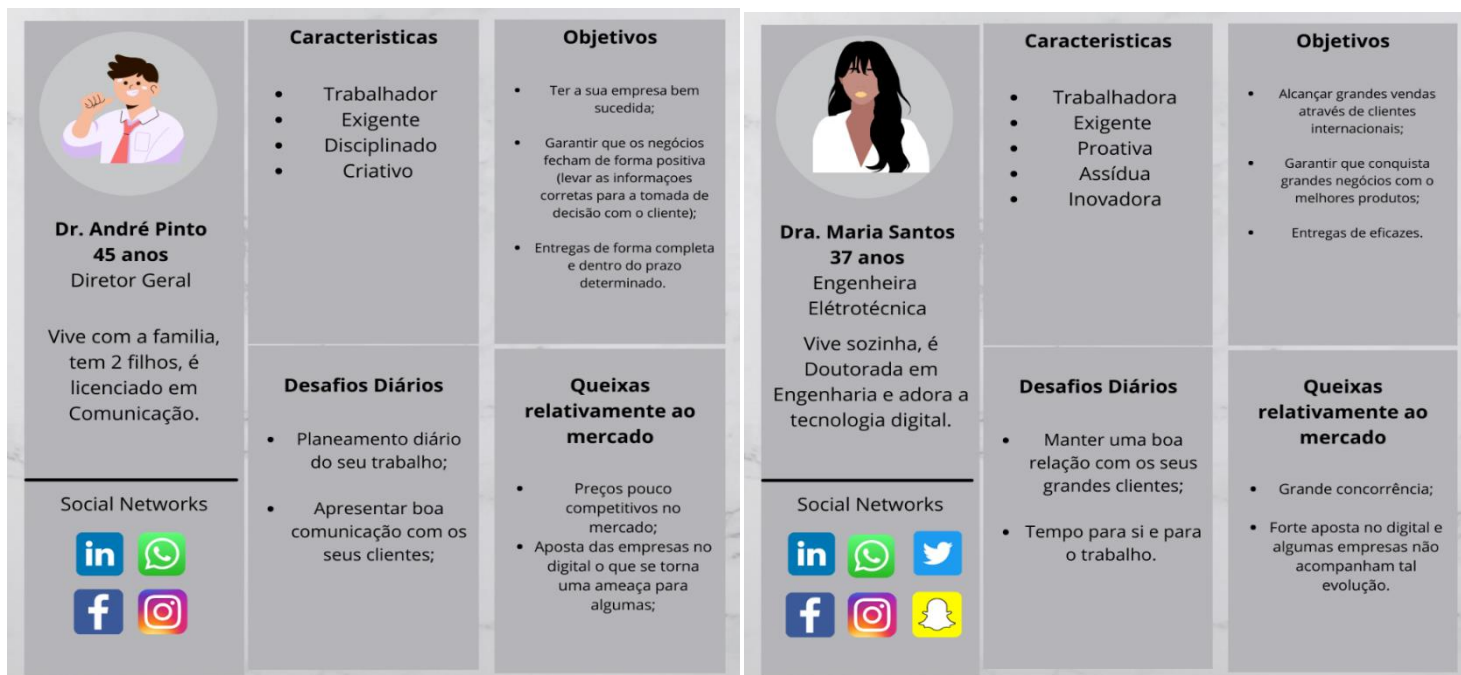 Dr. André Pinto
45 anos
Diretor Geral
Vive com a familia,
tem 2 filhos, é
licenciado em
Comunicação.
Social Networks
in
f
Caracteristicas
• Trabalhador
• Exigente
• Disciplinado
• Criativo
Objetivos
• Ter a sua empresa bem
sucedida;
• Garantir que os negócios
fecham de forma positiva
(levar as informaçoes
corretas para a tomada de
decisão com o cliente);
• Entregas de forma completa
e dentro do prazo
determinado.
Desafios Diários
• Planeamento diário
do seu trabalho;
• Apresentar boa
comunicação com os
seus clientes;
Queixas
relativamente ao
mercado
• Preços pouco
competitivos no
mercado;
• Aposta das empresas no
digital o que se torna
uma ameaça para
algumas;
Dra. Maria Santos
37 anos
Engenheira
Elétrotécnica
Vive sozinha, é
Doutorada em
Engenharia e adora a
tecnologia digital.
Social Networks
in
f
Caracteristicas
• Trabalhadora
• Exigente
• Proativa
• Assídua
• Inovadora
Objetivos
• Alcançar grandes vendas
através de clientes
internacionais;
• Garantir que conquista
grandes negócios com o
melhores produtos;
• Entregas de eficazes.
Desafios Diários
• Manter uma boa
relação com os seus
grandes clientes;
• Tempo para si e para
o trabalho.
Queixas
relativamente ao
mercado
• Grande concorrência;
• Forte aposta no digital e
algumas empresas não
acompanham tal
evolução.